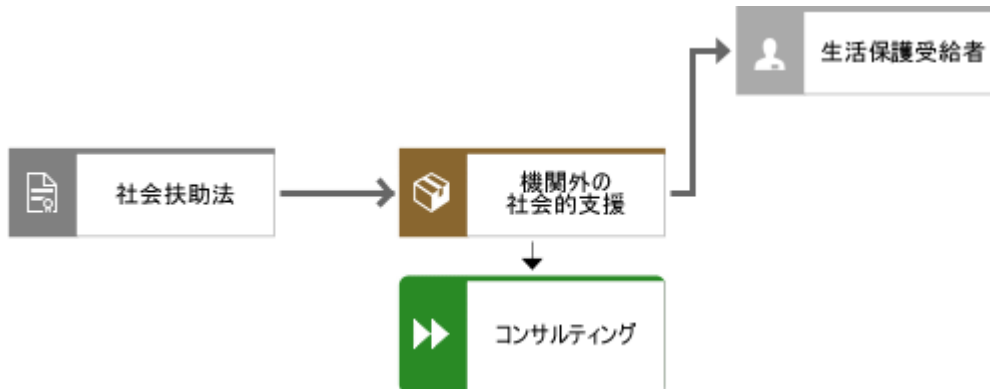 生活保護受給者
社会扶助法
機関外の
社会的支援
コンサルティング